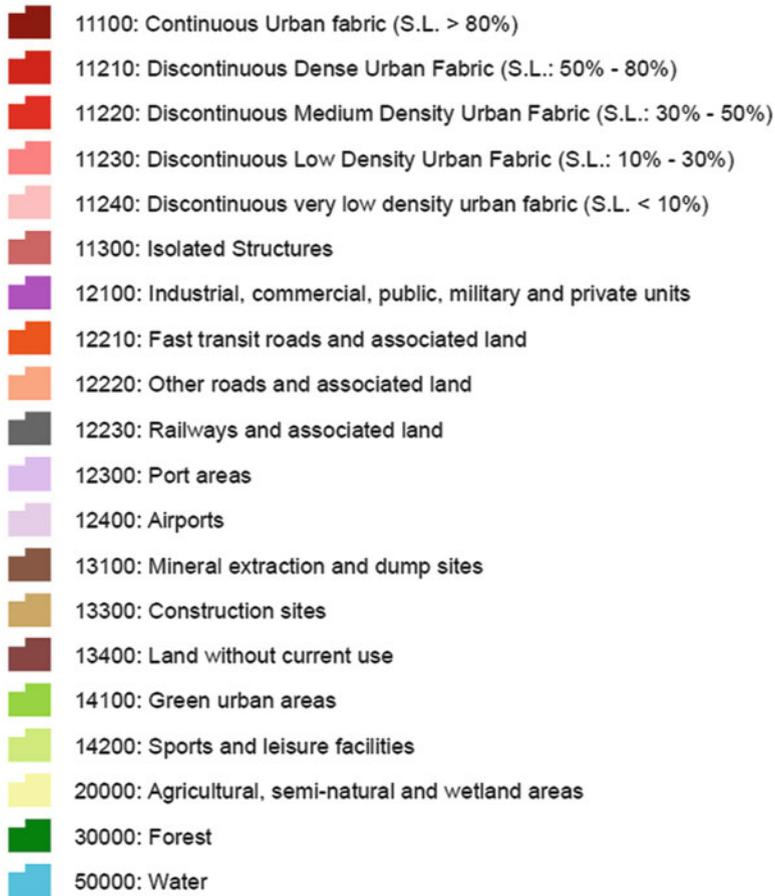 11100: Continuous Urban fabric (S.L. > 80%)
11210: Discontinuous Dense Urban Fabric (S.L.: 50% - 80%)
11220: Discontinuous Medium Density Urban Fabric (S.L.: 30% - 50%)
11230: Discontinuous Low Density Urban Fabric (S.L.: 10% - 30%)
11240: Discontinuous very low density urban fabric (S.L. < 10%)
11300: Isolated Structures
12100: Industrial, commercial, public, military and private units
12210: Fast transit roads and associated land
12220: Other roads and associated land
12230: Railways and associated land
12300: Port areas
12400: Airports
13100: Mineral extraction and dump sites
13300: Construction sites
13400: Land without current use
14100: Green urban areas
14200: Sports and leisure facilities
20000: Agricultural, semi-natural and wetland areas
30000: Forest
50000: Water